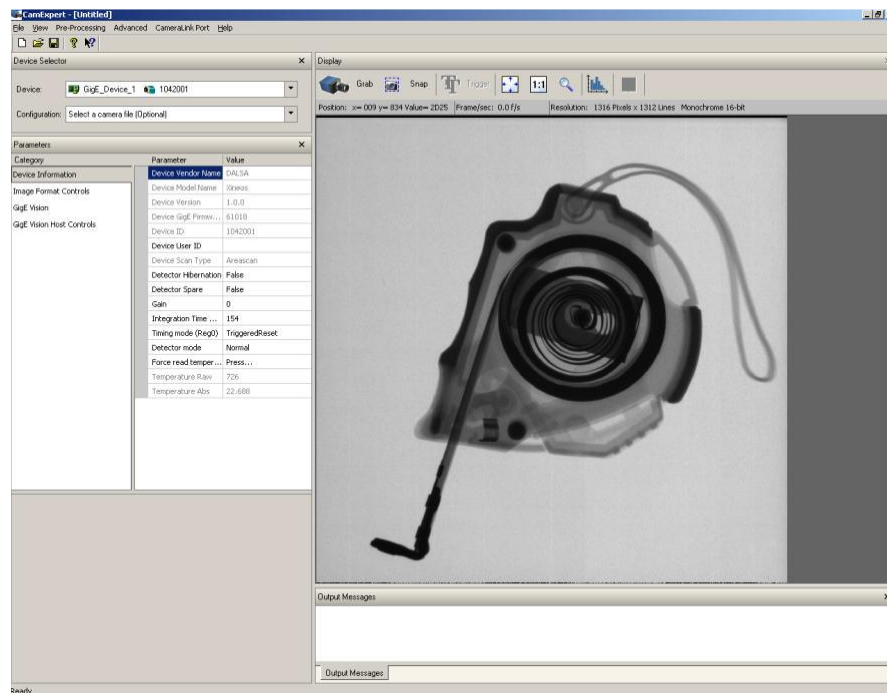 CamExpert - [Untitled]
File View Pre-Processing Advanced CameraLink Port Help
Device Selector
Device: GigE_Device_1 1042001
Configuration: Select a camera file (Optional)
Parameters
Category
Device Information
Image Format Controls
GigE Vision
GigE Vision Host Controls
Parameter Value
Device Vendor Name DALSA
Device Model Name Xineos
Device Version 1.0.0
Device GigE Firmw... 61018
Device ID 1042001
Device User ID
Device Scan Type Areascan
Detector Hibernation False
Detector Spare False
Gain 0
Integration Time ... 154
Timing mode (Reg0) TriggeredReset
Detector mode Normal
Force read temper... Press...
Temperature Raw 726
Temperature Abs 22.688
Display
Grab Snap Trigger 1:1
Position: x= 009 y= 834 Value= 2D25 Frame/sec: 0.0 f/s Resolution: 1316 Pixels x 1312 Lines Monochrome 16-bit
Output Messages
Output Messages
Ready